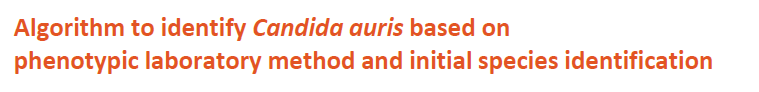 Algorithm to identify Candida auris based on
phenotypic laboratory method and initial species identification